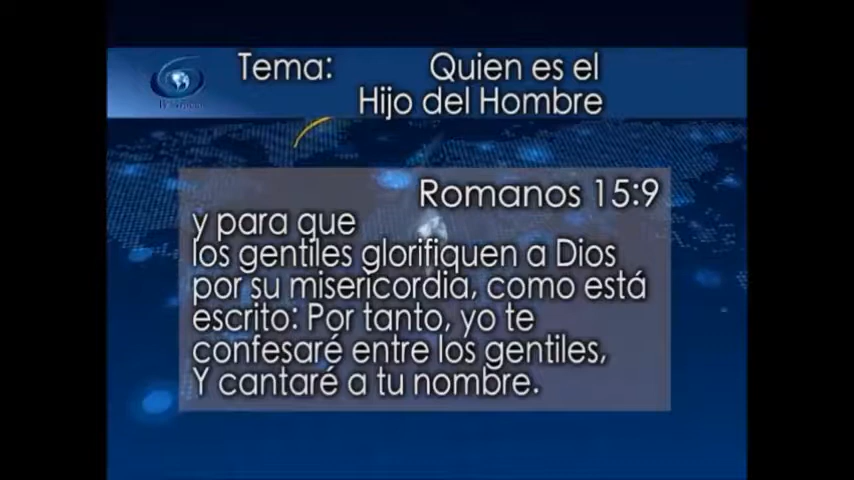 Tema: Quien es el
Hijo del Hombre
Romanos 15:9
y para que
los gentiles glorifiquen a Dios
por su misericordia, como está
escrito: Por tanto, yo te
confesaré entre los gentiles,
Y cantaré a tu nombre.